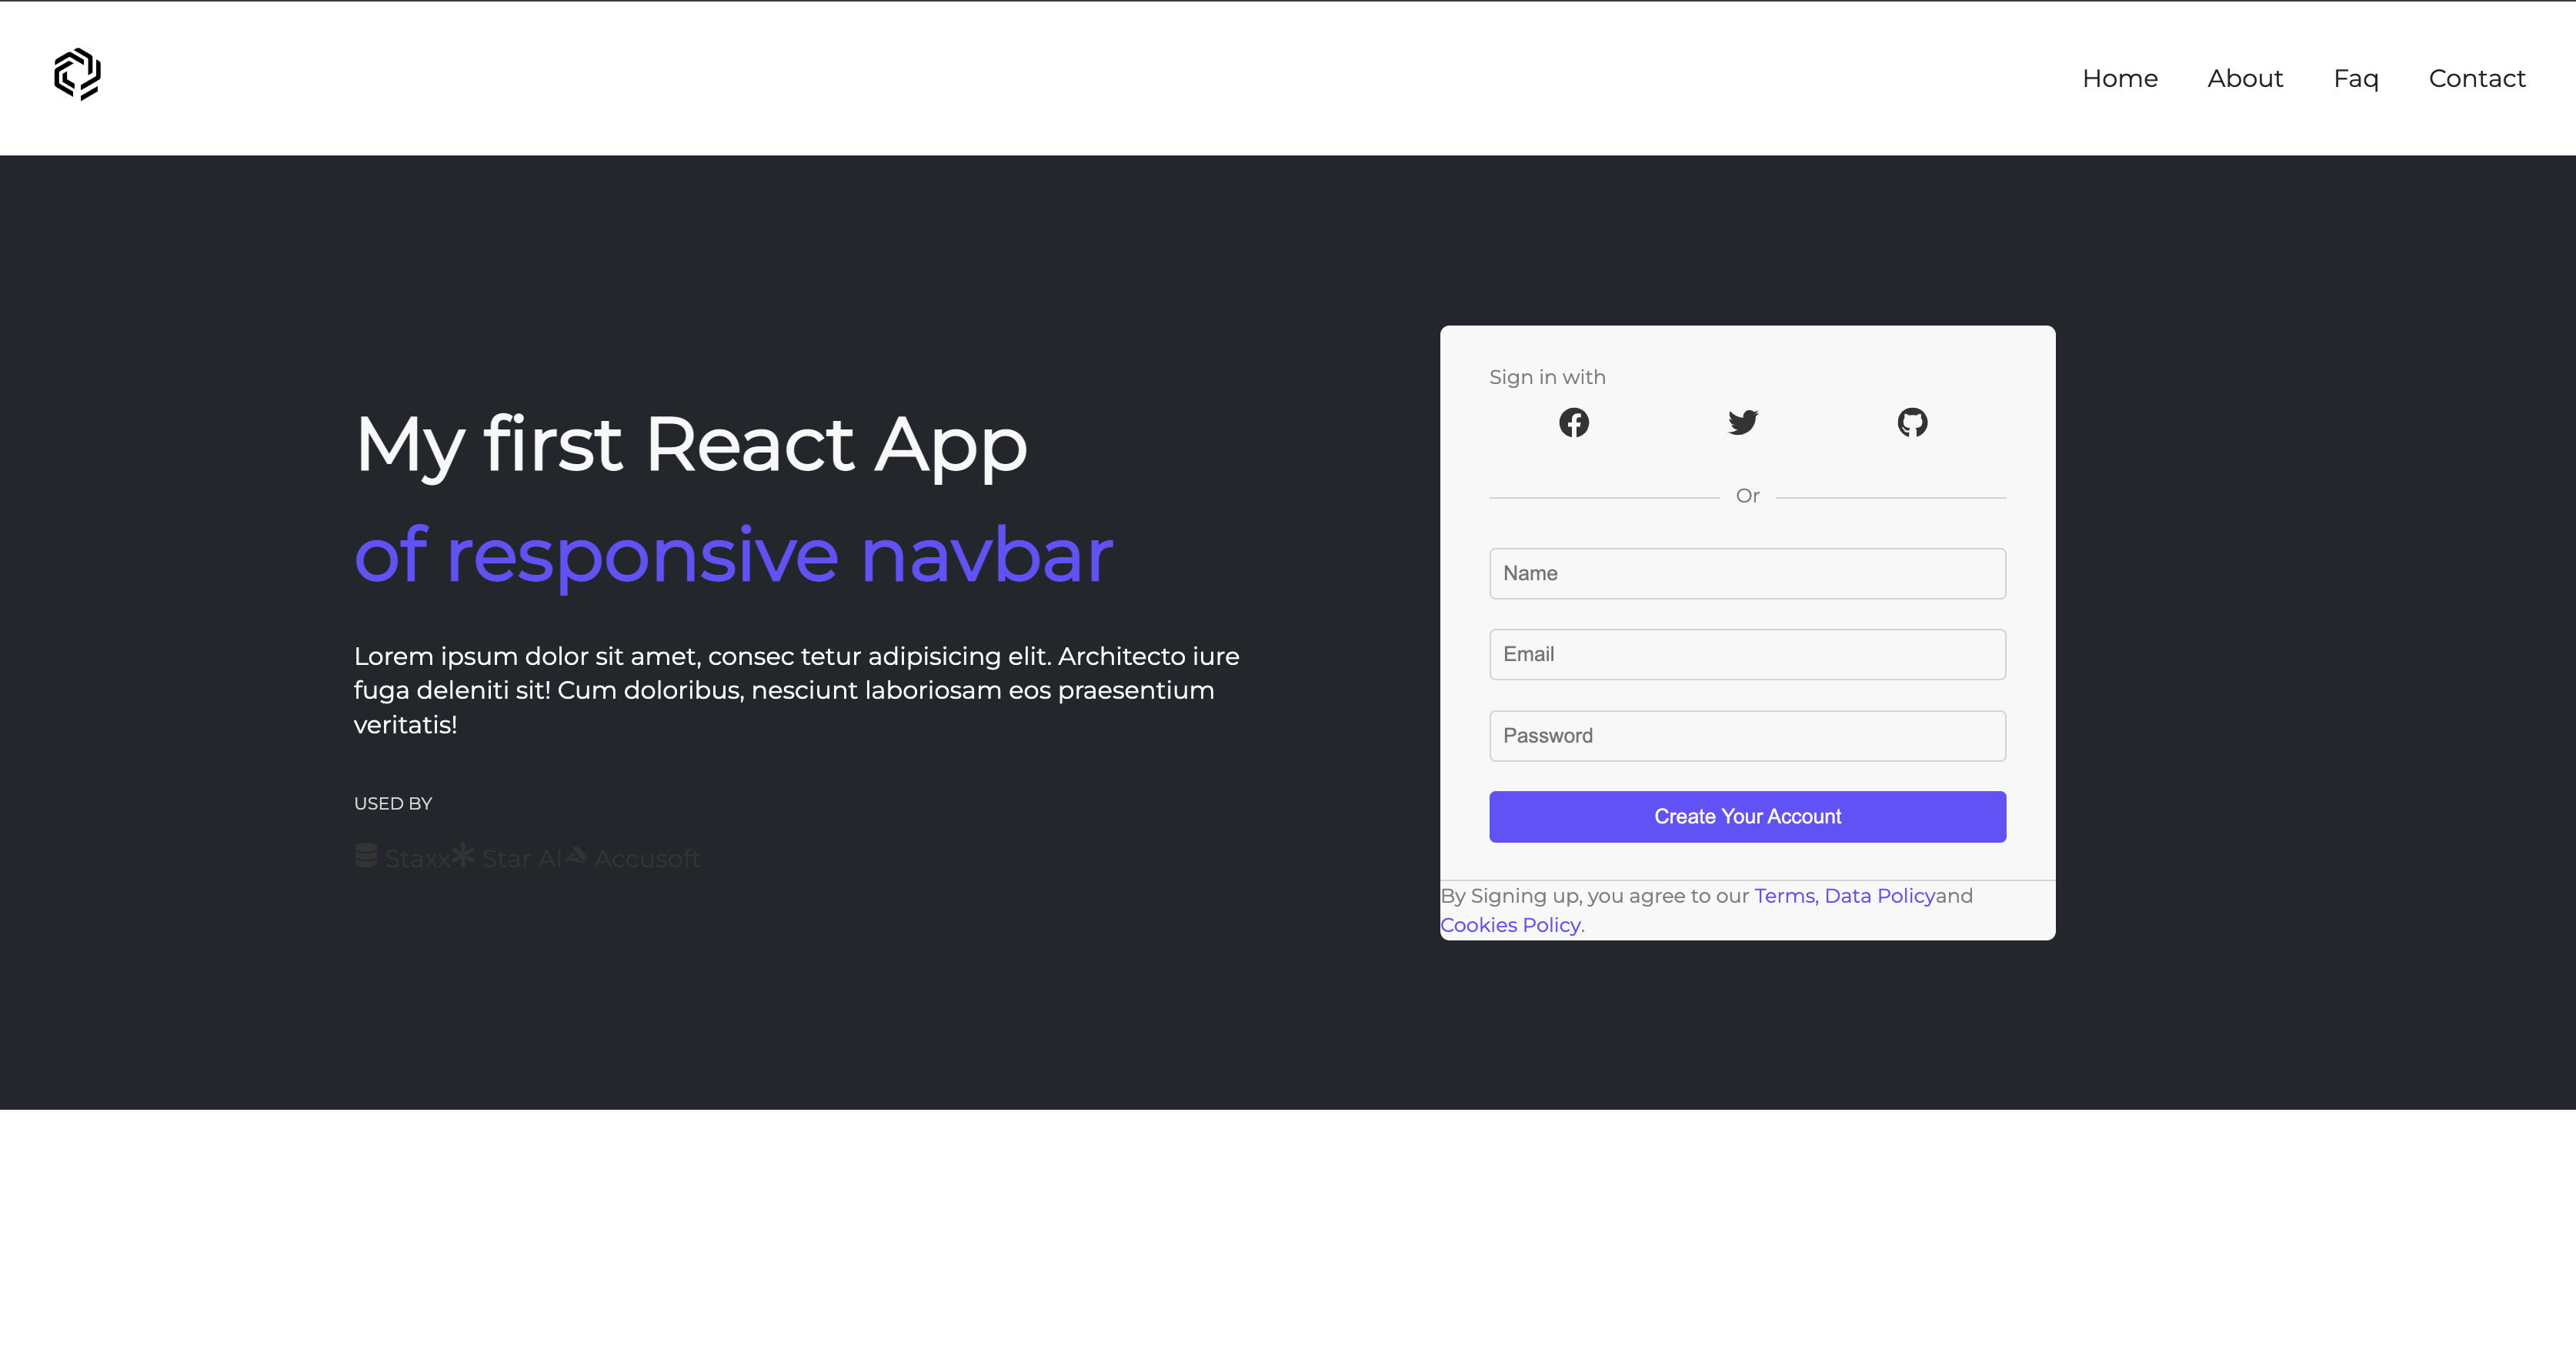 Home About Faq Contact
My first React App
of responsive navbar
Lorem ipsum dolor sit amet, consec tetur adipisicing elit. Architecto iure
fuga deleniti sit! Cum doloribus, nesciunt laboriosam eos praesentium
veritatis!
USED BY
Staxx Star AI Accusoft
Sign in with
Or
Name
Email
Password
Create Your Account
By Signing up, you agree to our Terms, Data Policyand
Cookies Policy.